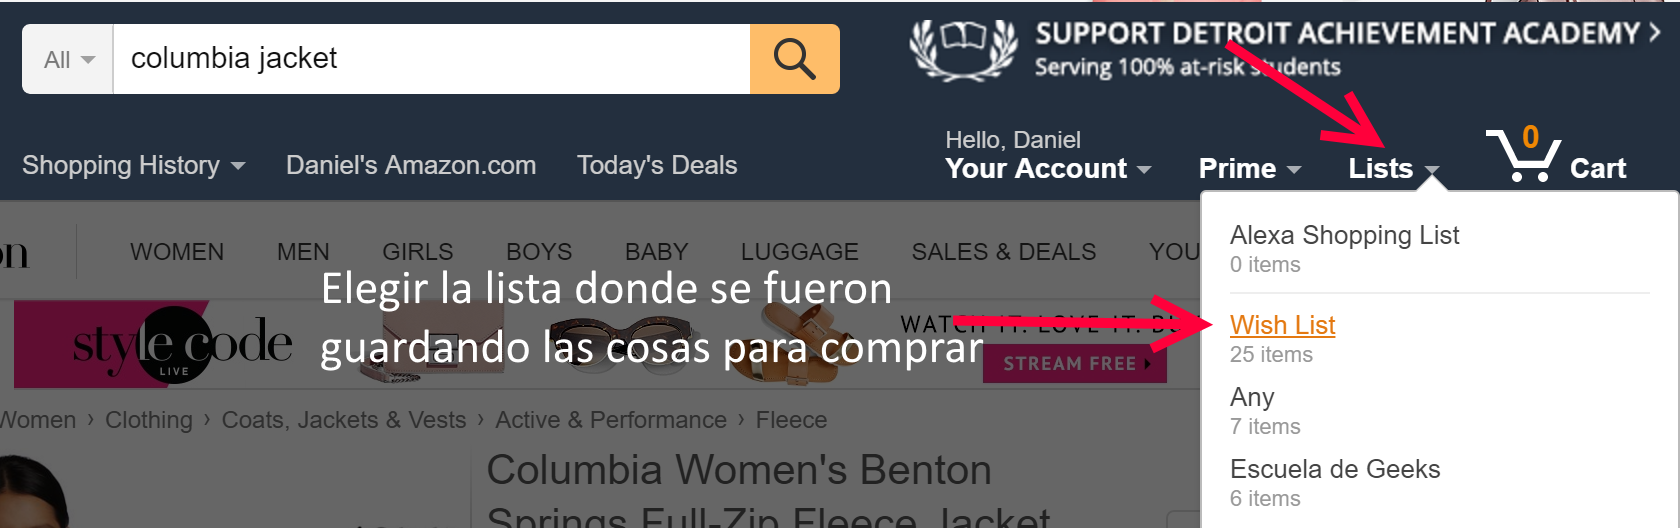 All
columbia jacket
SUPPORT DETROIT ACHIEVEMENT ACADEMY >
Serving 100% at-risk students
Hello, Daniel
Shopping History
Daniel's Amazon.com
Today's Deals
Your Account
Prime
Lists
0
Cart
on
WOMEN
MEN
GIRLS
BOYS
BABY
LUGGAGE
SALES & DEALS
YOU
Elegir la lista donde se fueron
guardando las cosas para comprar
style code
LIVE
WATCH IT. LOVE IT.
STREAM FREE
Women › Clothing › Coats, Jackets & Vests › Active & Performance › Fleece
Columbia Women's Benton
Springs Full-Zip Fleece Jacket
Alexa Shopping List
0 items
Wish List
25 items
Any
7 items
Escuela de Geeks
6 items